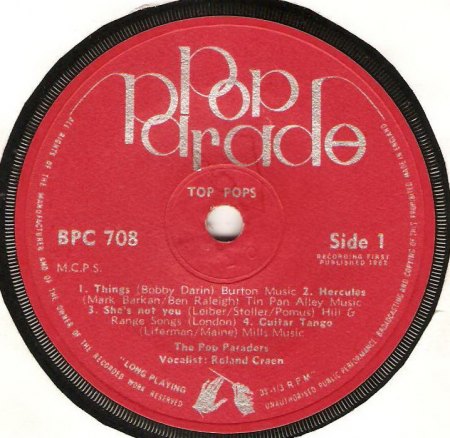 Pop
Parade
TOP POPS
BPC 708
Side 1
RECORDING FIRST
PUBLISHED 1962
M.C.P.S.
1. Things (Bobby Darin) Burton Music 2. Hercules
(Mark Barkan/Ben Raleigh) Tin Pan Alley Music
3. She's not you (Leiber/Stoller/Pomus) Hill &
Range Songs (London) 4. Guitar Tango
(Liferman/Maine) Mills Music
The Pop Paraders
Vocalist: Roland Craen
"LONG PLAYING 33-1/3 R.P.M."
ALL RIGHTS OF THE MANUFACTURER AND OF THE OWNER OF THE RECORDED WORK RESERVED
UNAUTHORISED PUBLIC PERFORMANCE BROADCASTING AND COPYING OF THIS PROHIBITED MADE IN ENGLAND